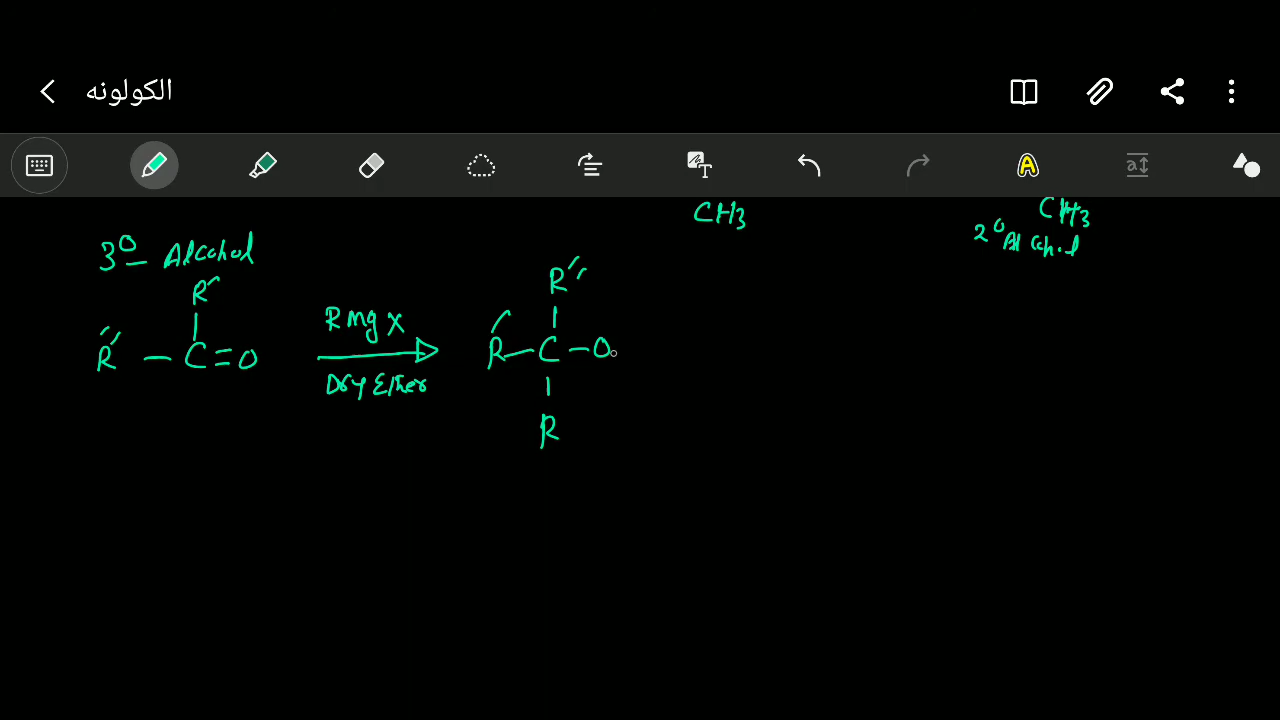 الكولونه
CH3
CH3
2° Alcohol
3° Alcohol
R'
R'' - C = O
RMgX
Dry Ether
R''
R' - C - O
R